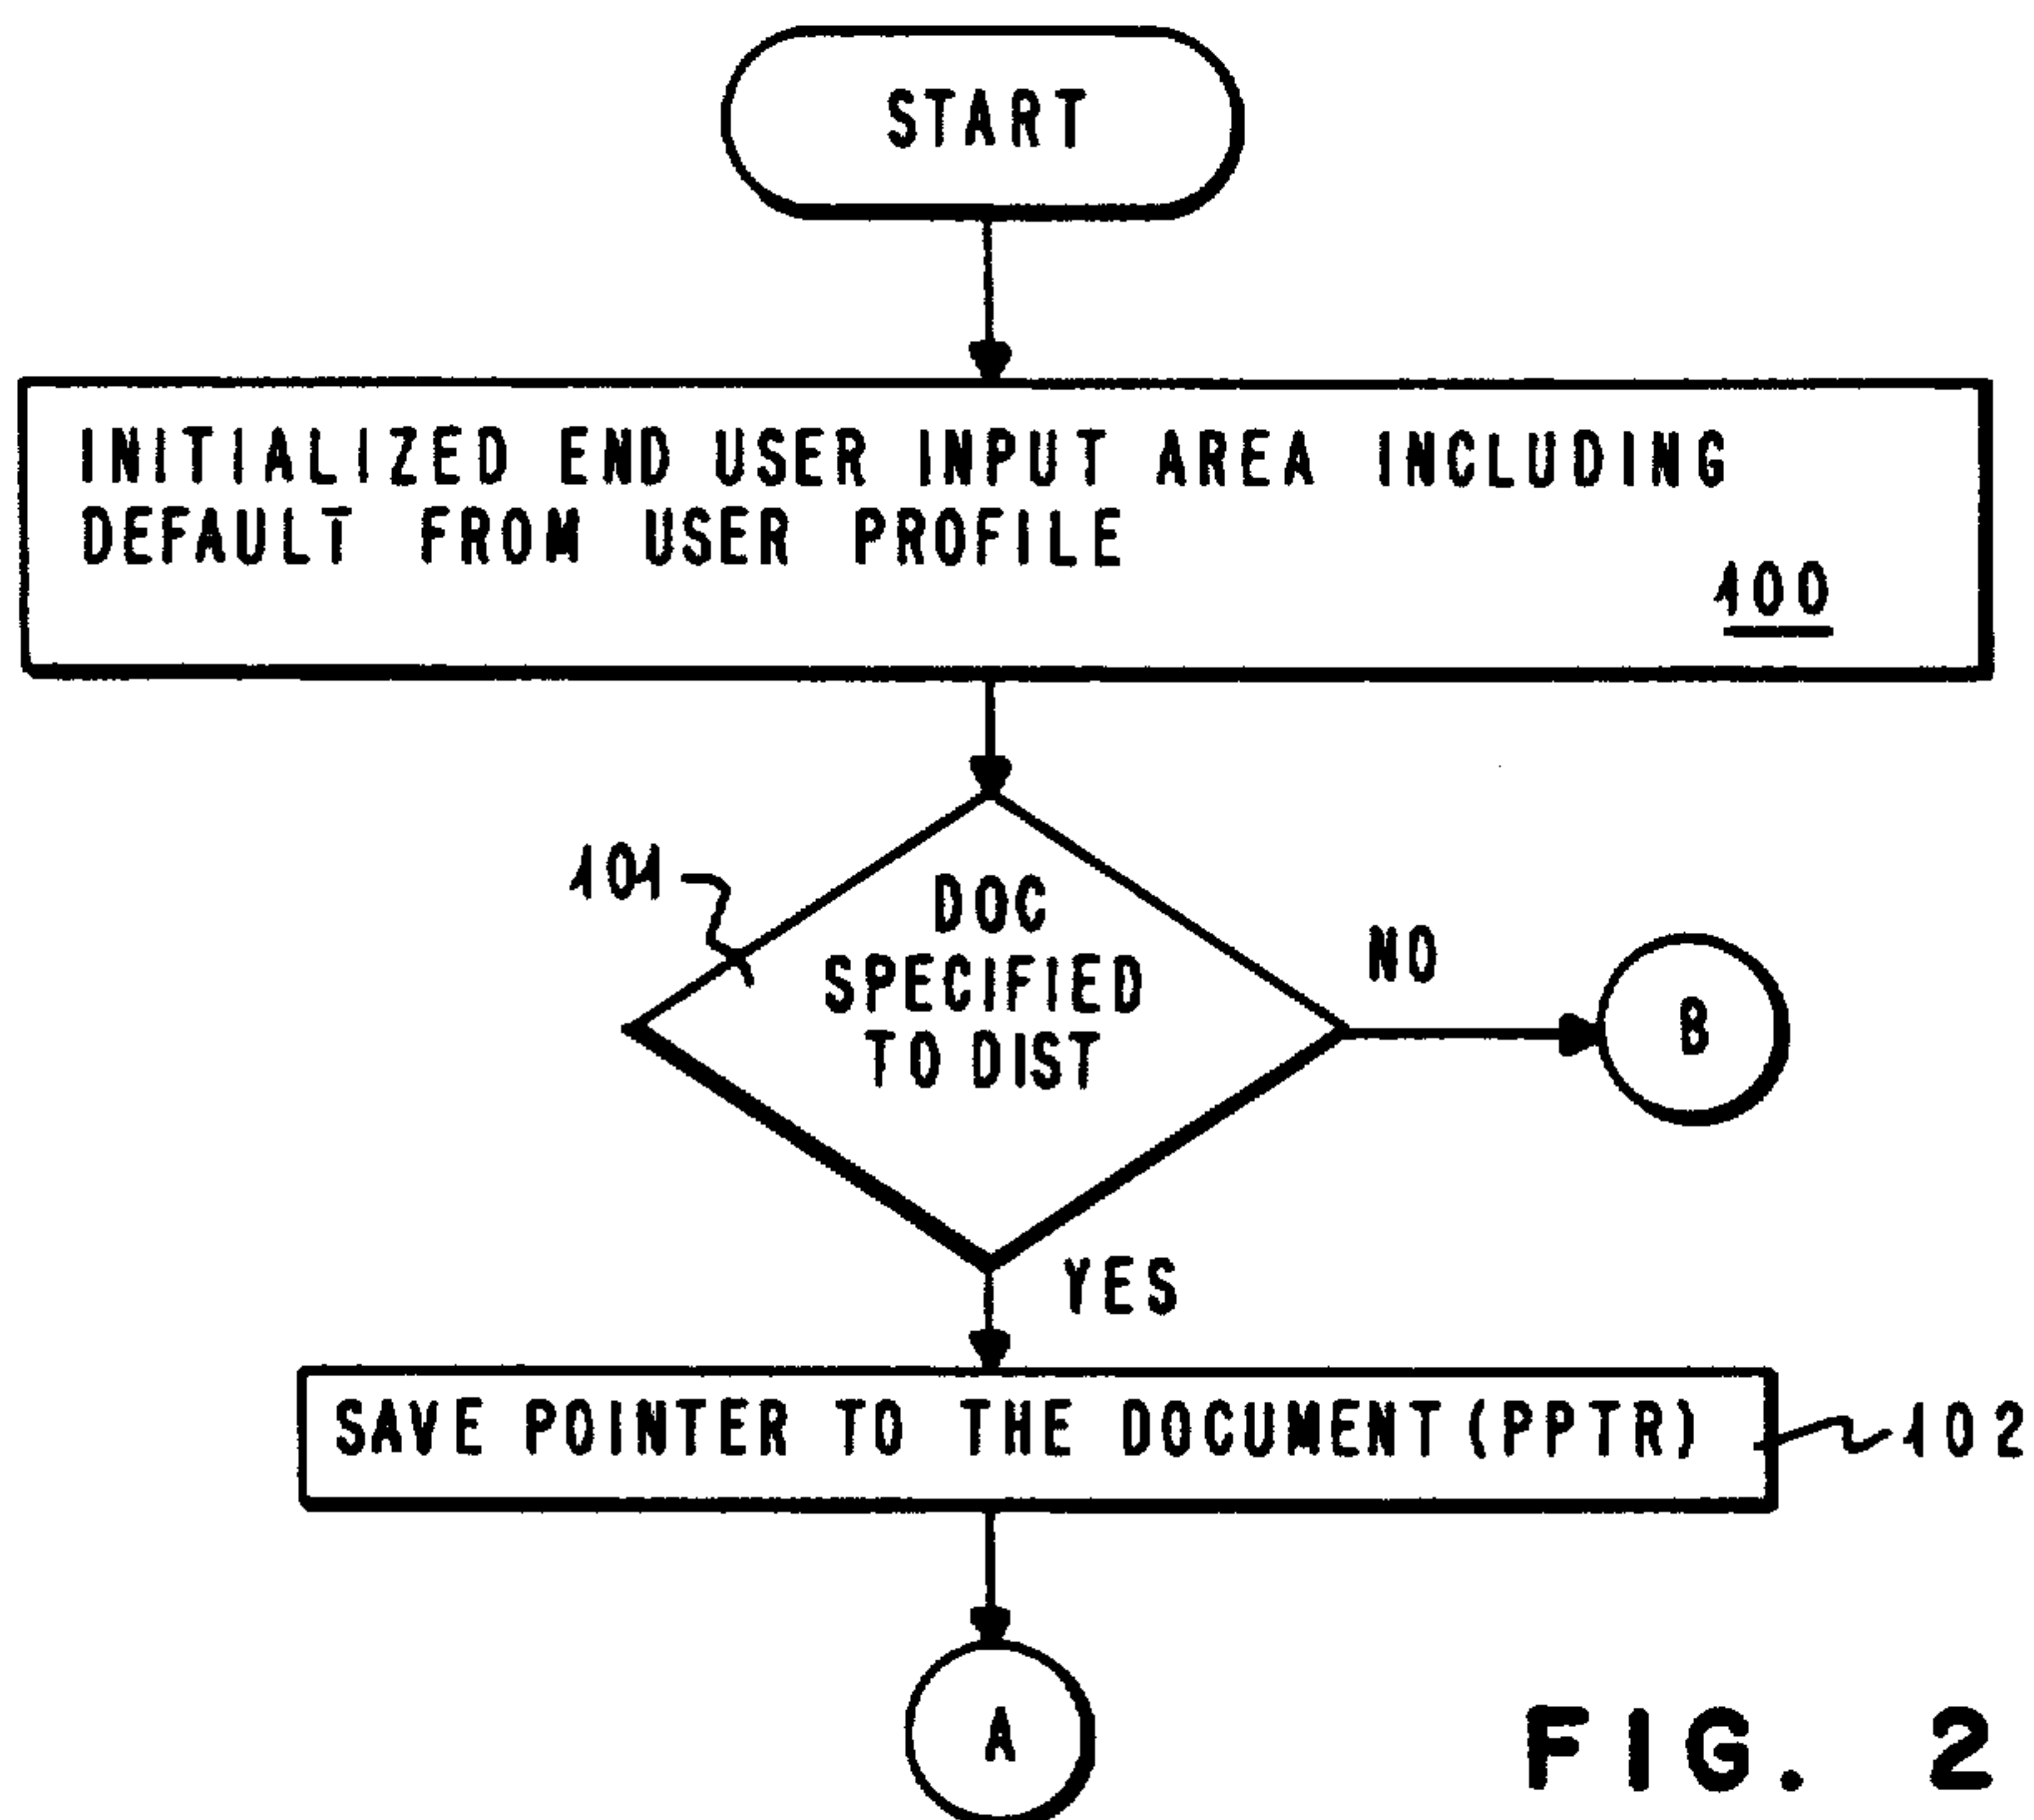 START
INITIALIZED END USER INPUT AREA INCLUDING
DEFAULT FROM USER PROFILE
100
101
DOC
SPECIFIED
TO DIST
NO
B
YES
SAVE POINTER TO THE DOCUMENT(PPTR)
102
A
FIG. 2